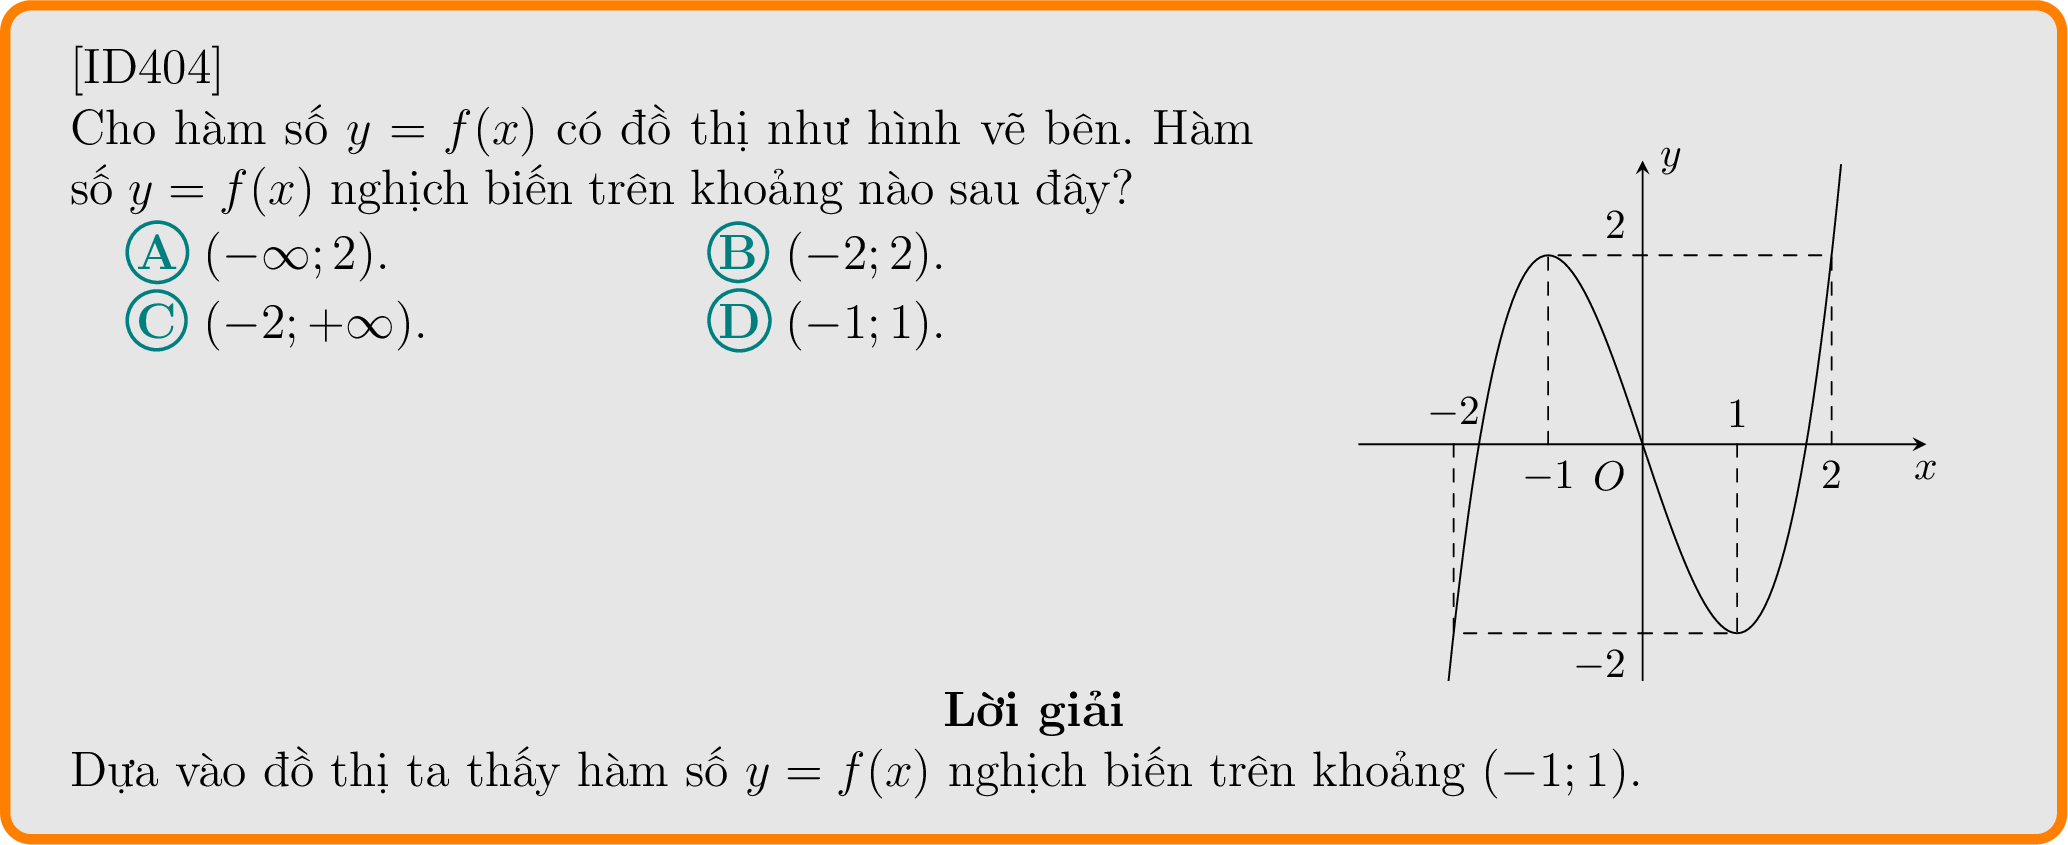 [ID404]
Cho hàm số y = f(x) có đồ thị như hình vẽ bên. Hàm
số y = f(x) nghịch biến trên khoảng nào sau đây?
A (−∞; 2). B (−2; 2).
C (−2; +∞). D (−1; 1).
y
2
−2 1
−1 O 2 x
−2
Lời giải
Dựa vào đồ thị ta thấy hàm số y = f(x) nghịch biến trên khoảng (−1; 1).